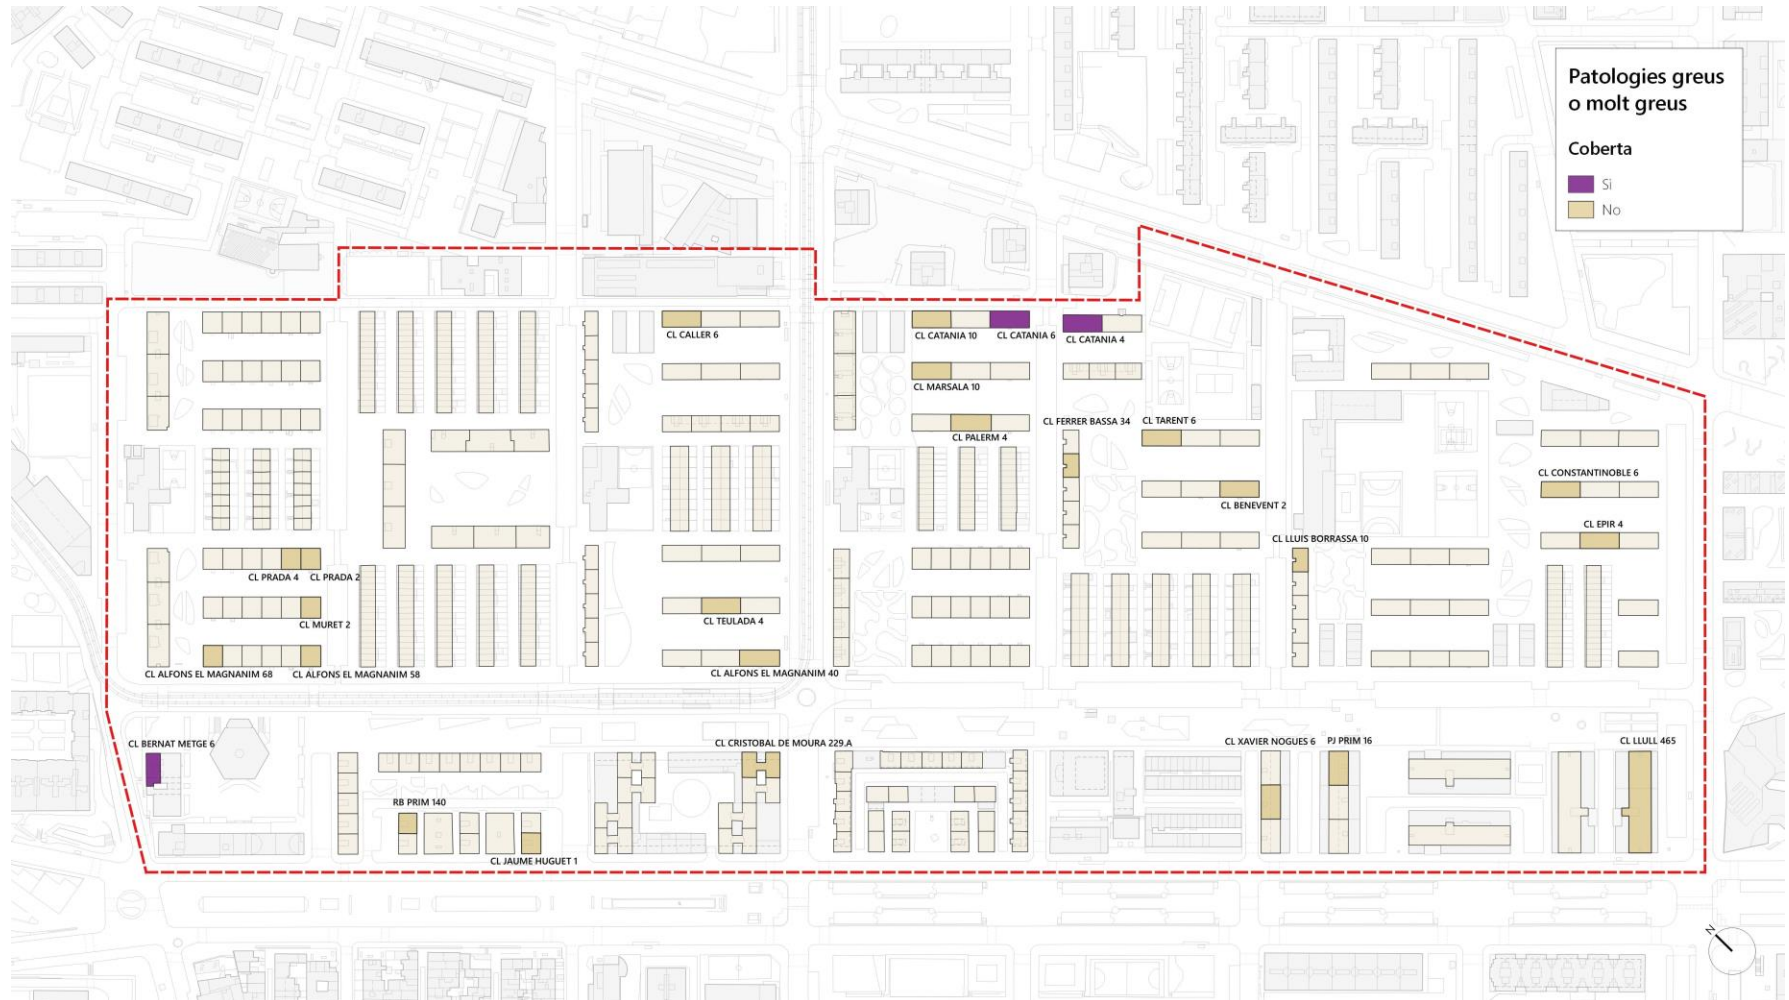 Patologies greus
o molt greus
Coberta
Si
No
CL CALLER 6
CL CATANIA 10
CL CATANIA 6
CL CATANIA 4
CL MARSALA 10
CL PALERM 4
CL FERRER BASSA 34
CL TARENT 6
CL BENEVENT 2
CL CONSTANTINOBLE 6
CL EPIR 4
CL LLUIS BORRASSA 10
CL PRADA 4
CL PRADA 2
CL MURET 2
CL TEULADA 4
CL ALFONS EL MAGNANIM 68
CL ALFONS EL MAGNANIM 58
CL ALFONS EL MAGNANIM 40
CL BERNAT METGE 6
CL CRISTOBAL DE MOURA 229.A
CL XAVIER NOGUES 6
PJ PRIM 16
CL LLULL 465
RB PRIM 140
CL JAUME HUGUET 1
N